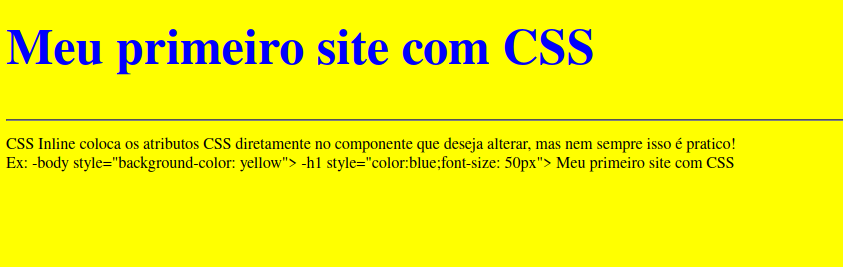 Meu primeiro site com CSS
CSS Inline coloca os atributos CSS diretamente no componente que deseja alterar, mas nem sempre isso é pratico!
Ex: -body style="background-color: yellow"> -h1 style="color:blue;font-size: 50px"> Meu primeiro site com CSS